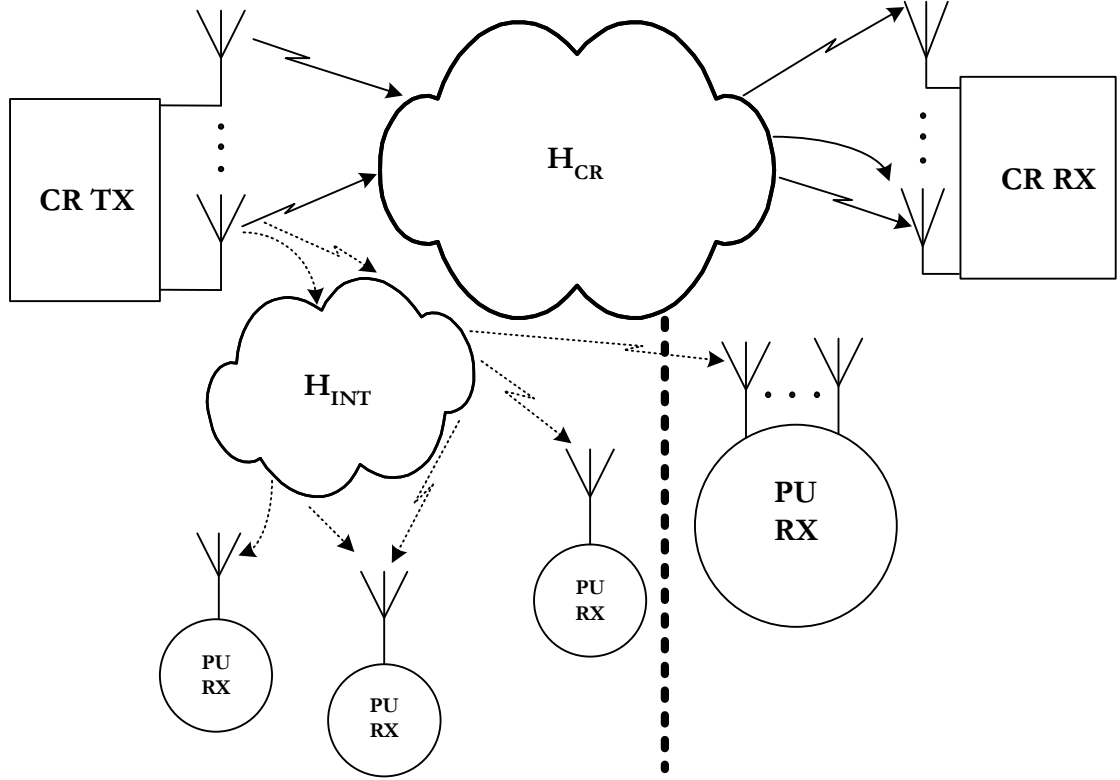 H_CR
CR TX
CR RX
H_INT
PU
RX
PU
RX
PU
RX
PU
RX